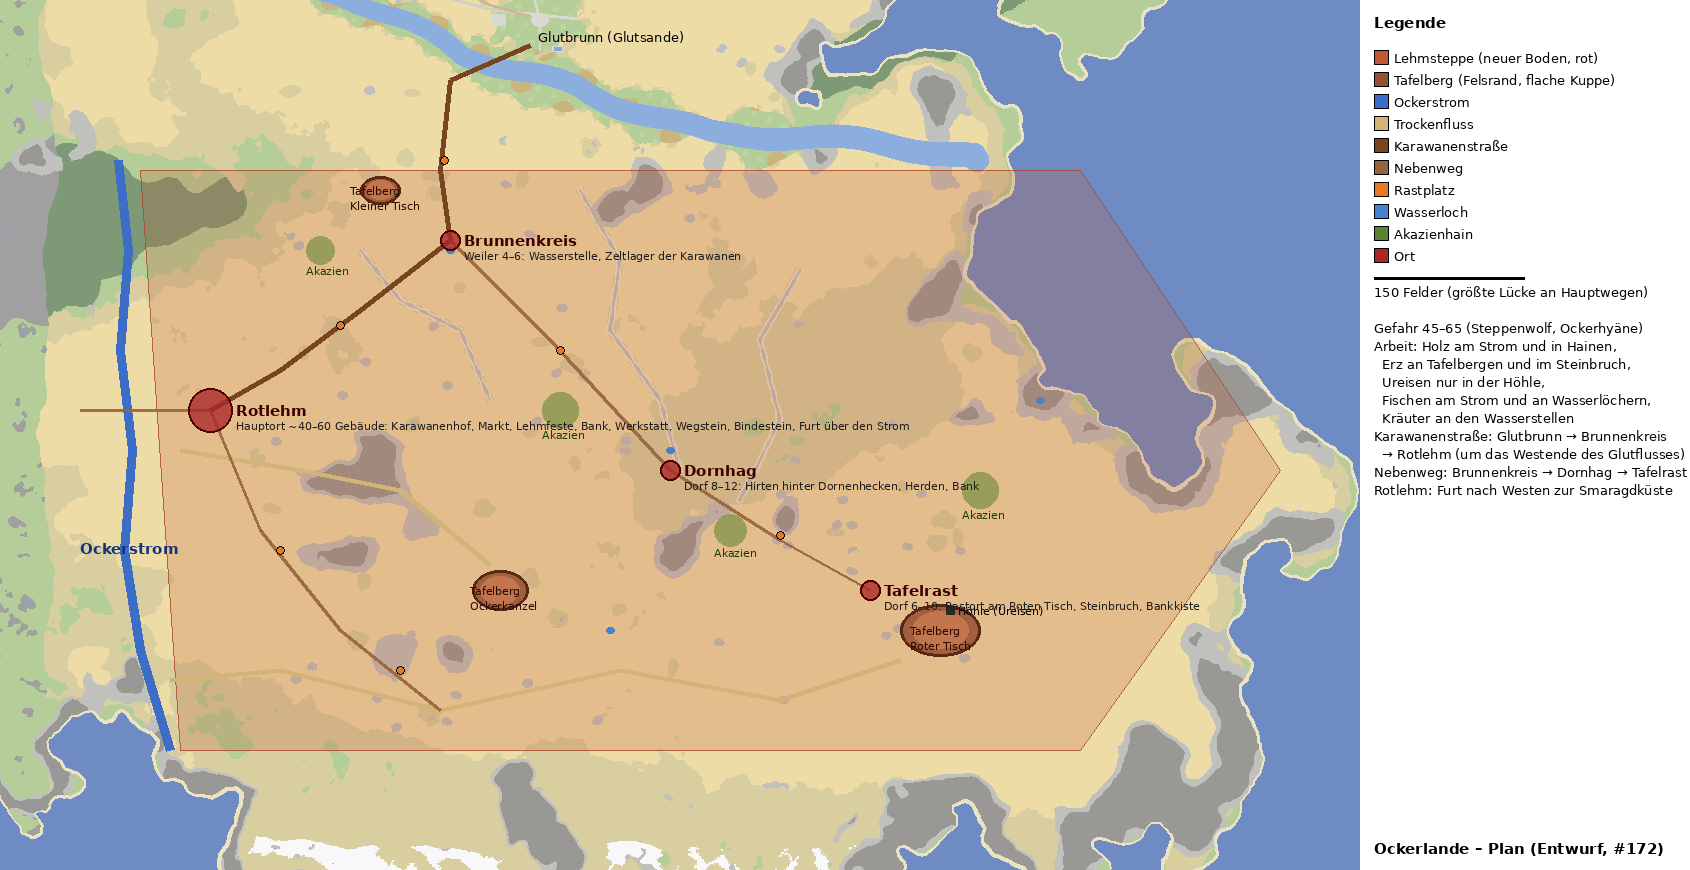 Glutbrunn (Glutsande)
Tafelberg
Kleiner Tisch
Brunnenkreis
Weiler 4–6: Wasserstelle, Zeltlager der Karawanen
Akazien
Rotlehm
Hauptort ~40–60 Gebäude: Karawanenhof, Markt, Lehmfeste, Bank, Werkstatt, Wegstein, Bindestein, Furt über den Strom
Akazien
Dornhag
Dorf 8–12: Hirten hinter Dornenhecken, Herden, Bank
Akazien
Akazien
Ockerstrom
Tafelberg
Ockerkanzel
Tafelrast
Dorf 6–10: Rastort am Roten Tisch, Steinbruch, Bankkiste
Höhle (Ureisen)
Tafelberg
Roter Tisch
Legende
Lehmsteppe (neuer Boden, rot)
Tafelberg (Felsrand, flache Kuppe)
Ockerstrom
Trockenfluss
Karawanenstraße
Nebenweg
Rastplatz
Wasserloch
Akazienhain
Ort
150 Felder (größte Lücke an Hauptwegen)
Gefahr 45–65 (Steppenwolf, Ockerhyäne)
Arbeit: Holz am Strom und in Hainen,
Erz an Tafelbergen und im Steinbruch,
Ureisen nur in der Höhle,
Fischen am Strom und an Wasserlöchern,
Kräuter an den Wasserstellen
Karawanenstraße: Glutbrunn → Brunnenkreis
→ Rotlehm (um das Westende des Glutflusses)
Nebenweg: Brunnenkreis → Dornhag → Tafelrast
Rotlehm: Furt nach Westen zur Smaragdküste
Ockerlande – Plan (Entwurf, #172)